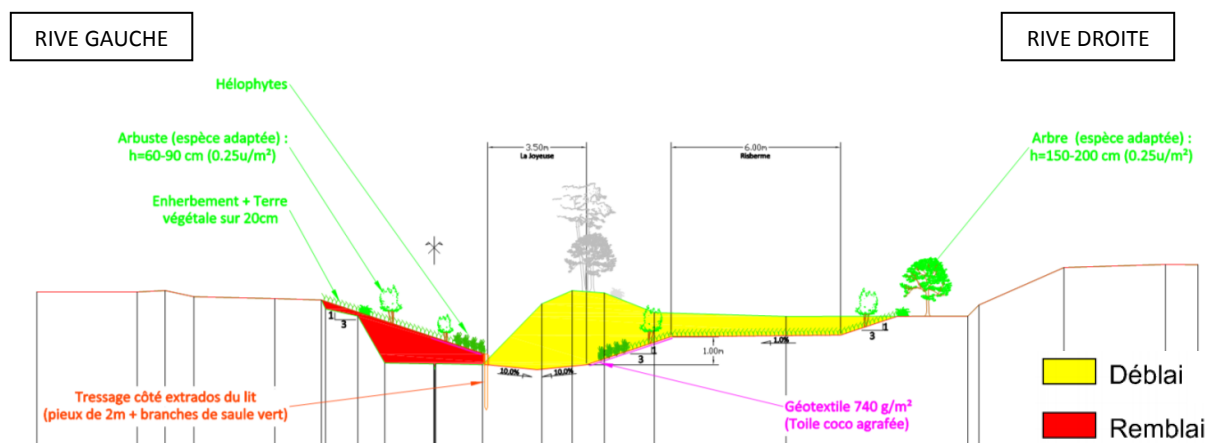 RIVE GAUCHE
RIVE DROITE
Hélophytes
Arbuste (espèce adaptée) :
h=60-90 cm (0.25u/m²)
Enherbement + Terre
végétale sur 20cm
3.50m
La Joyeuse
6.00m
Risberme
Arbre (espèce adaptée) :
h=150-200 cm (0.25u/m²)
1
3
10,0%
10,0%
3
1
1.00m
1.0%
3
1
Tressage côté extrados du lit
(pieux de 2m + branches de saule vert)
Géotextile 740 g/m²
(Toile coco agrafée)
Déblai
Remblai